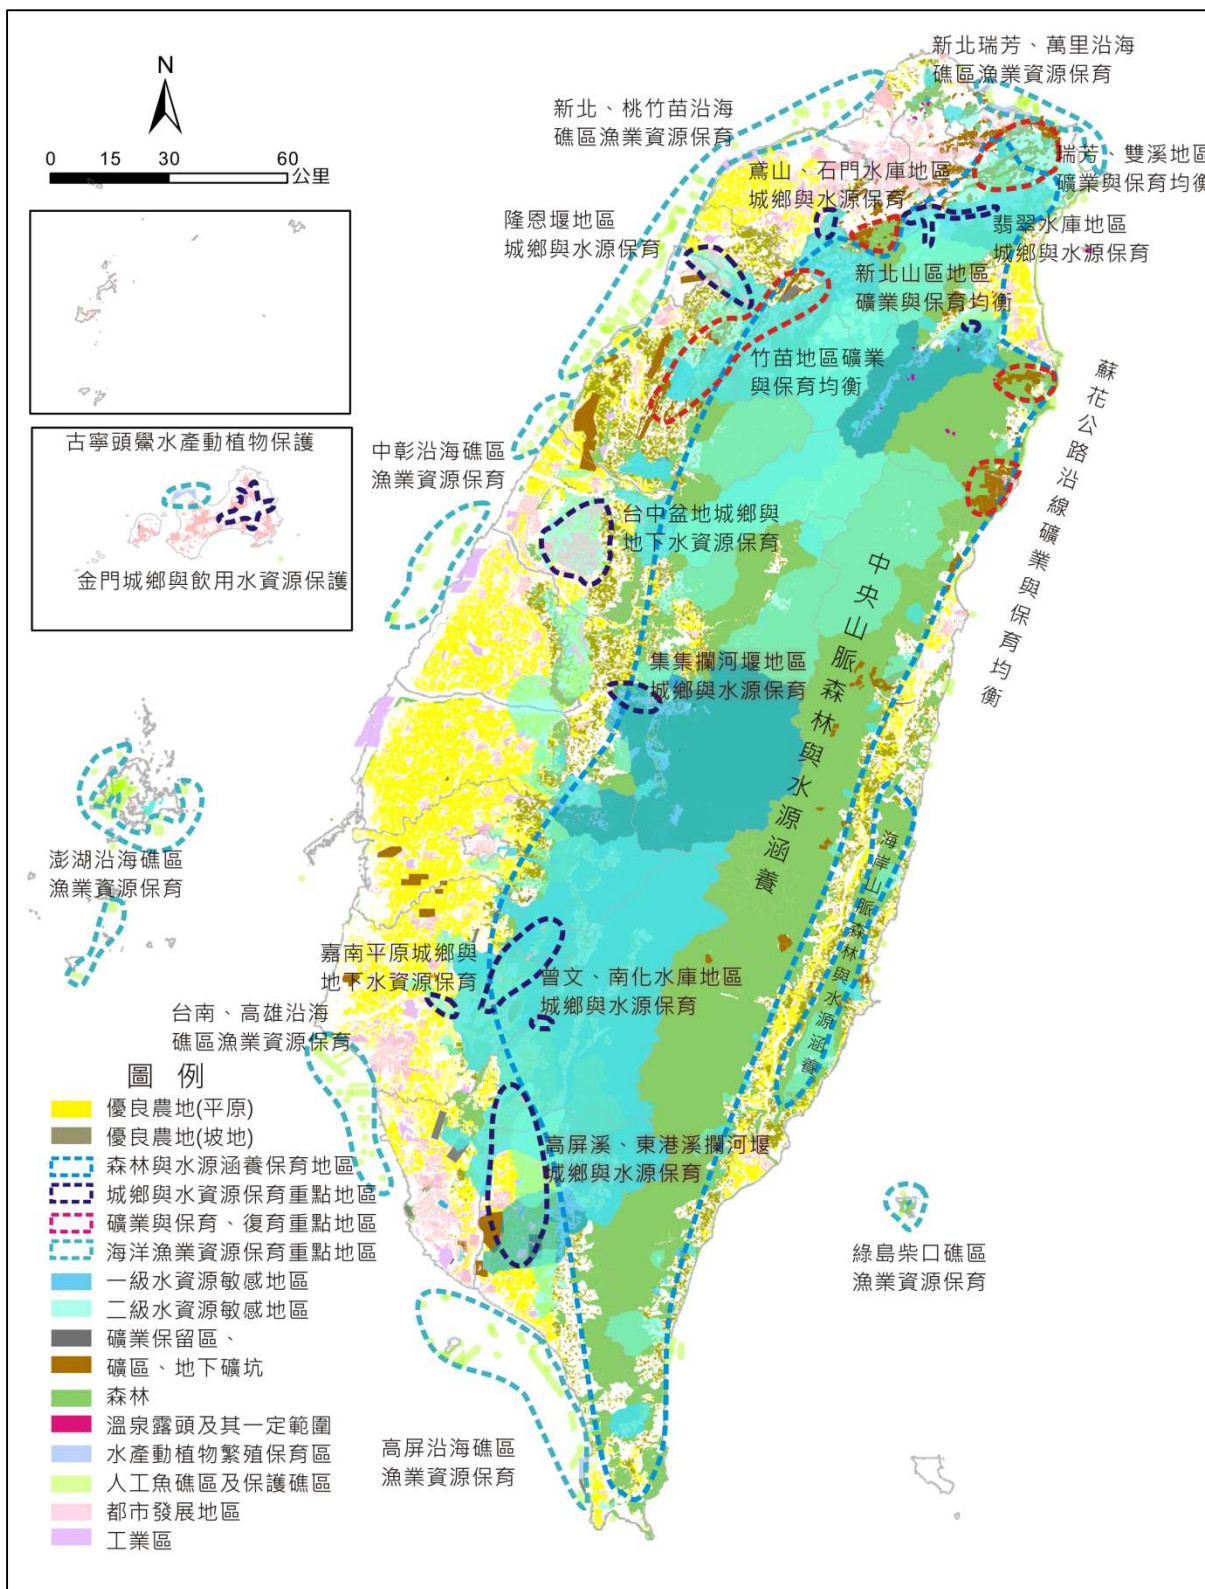 新北瑞芳、萬里沿海
礁區漁業資源保育
N
新北、桃竹苗沿海
礁區漁業資源保育
0 15 30 60
公里
鳶山、石門水庫地區
城鄉與水源保育
瑞芳、雙溪地區
礦業與保育均衡
隆恩堰地區
城鄉與水源保育
翡翠水庫地區
城鄉與水源保育
新北山區地區
礦業與保育均衡
竹苗地區礦業
與保育均衡
蘇花公路沿線礦業與保育均衡
古寧頭鱟水產動植物保護
金門城鄉與飲用水資源保護
中彰沿海礁區
漁業資源保育
台中盆地城鄉與
地下水資源保育
中央山脈森林與水源涵養
集集攔河堰地區
城鄉與水源保育
海岸山脈森林與水源涵養
澎湖沿海礁區
漁業資源保育
嘉南平原城鄉與
地下水資源保育
曾文、南化水庫地區
城鄉與水源保育
台南、高雄沿海
礁區漁業資源保育
高屏溪、東港溪攔河堰
城鄉與水源保育
綠島柴口礁區
漁業資源保育
高屏沿海礁區
漁業資源保育
圖例
優良農地(平原)
優良農地(坡地)
森林與水源涵養保育地區
城鄉與水資源保育重點地區
礦業與保育、復育重點地區
海洋漁業資源保育重點地區
一級水資源敏感地區
二級水資源敏感地區
礦業保留區、
礦區、地下礦坑
森林
溫泉露頭及其一定範圍
水產動植物繁殖保育區
人工魚礁區及保護礁區
都市發展地區
工業區